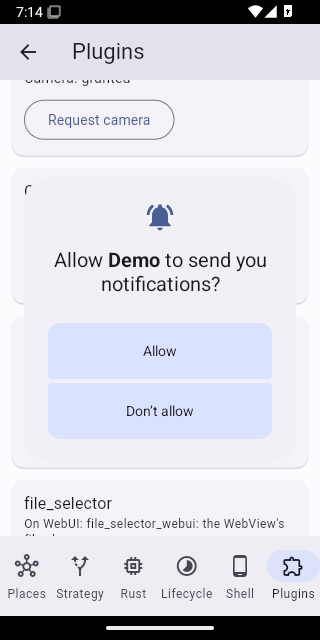 7:14
Plugins
Camera: granted
Request camera
Allow Demo to send you
notifications?
Allow
Don't allow
file_selector
On WebUI: file_selector_webui: the WebView's
Places
Strategy
Rust
Lifecycle
Shell
Plugins